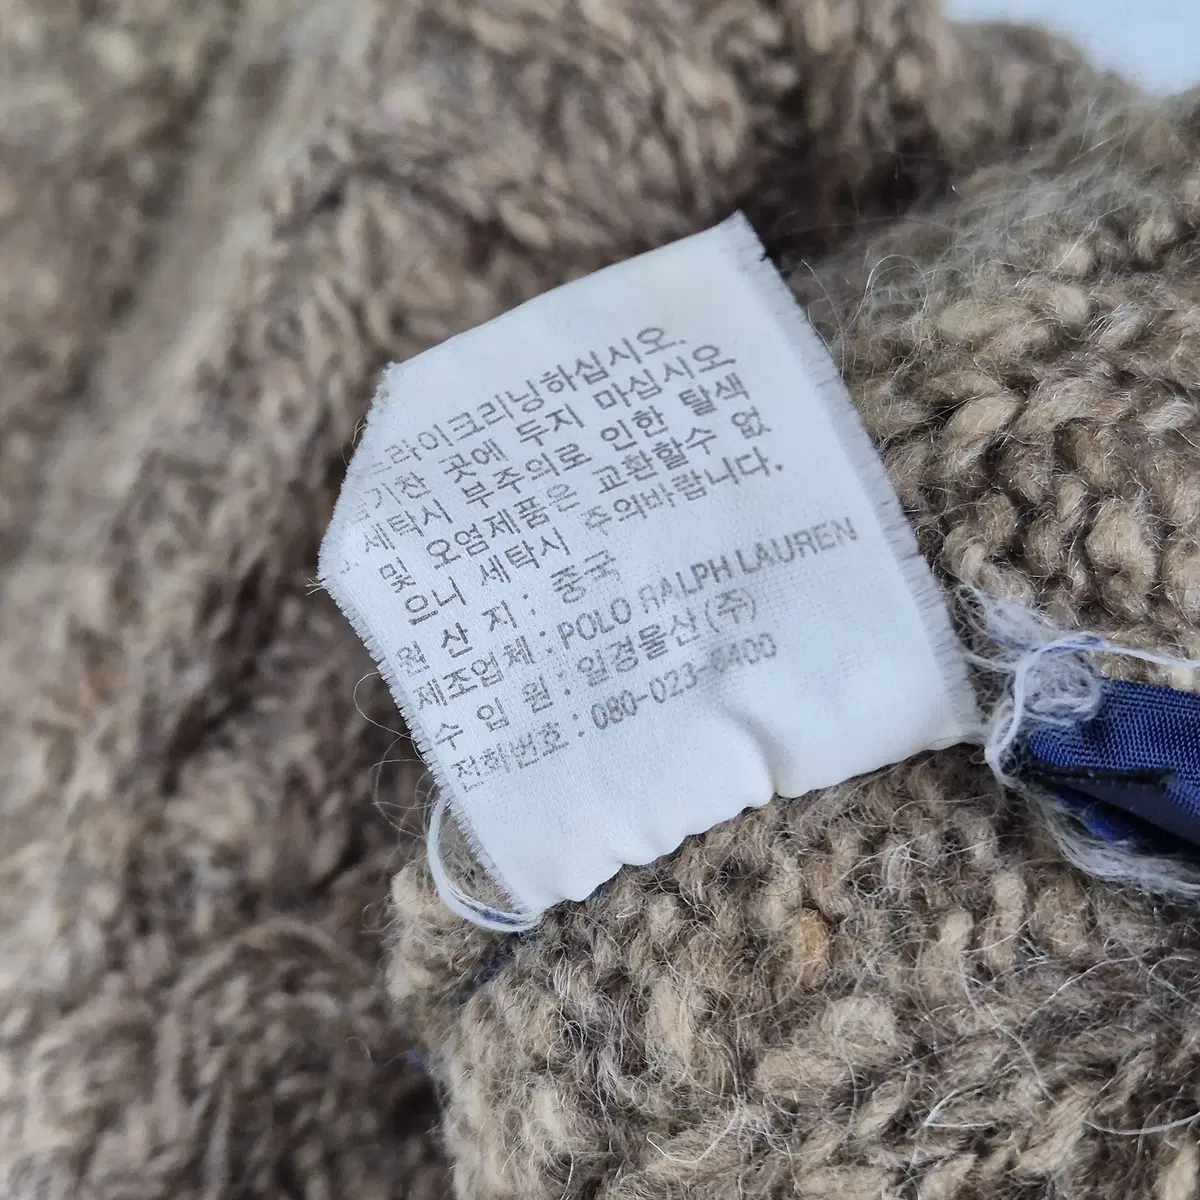 드라이크리닝하십시오.
습기찬 곳에 두지 마십시오
세탁시 부주의로 인한 탈색
및 오염제품은 교환할수 없
으니 세탁시 주의바랍니다.
원 산 지 : 중국
제조업체 : POLO RALPH LAUREN
수 입 원 : 일경물산(주)
전화번호 :